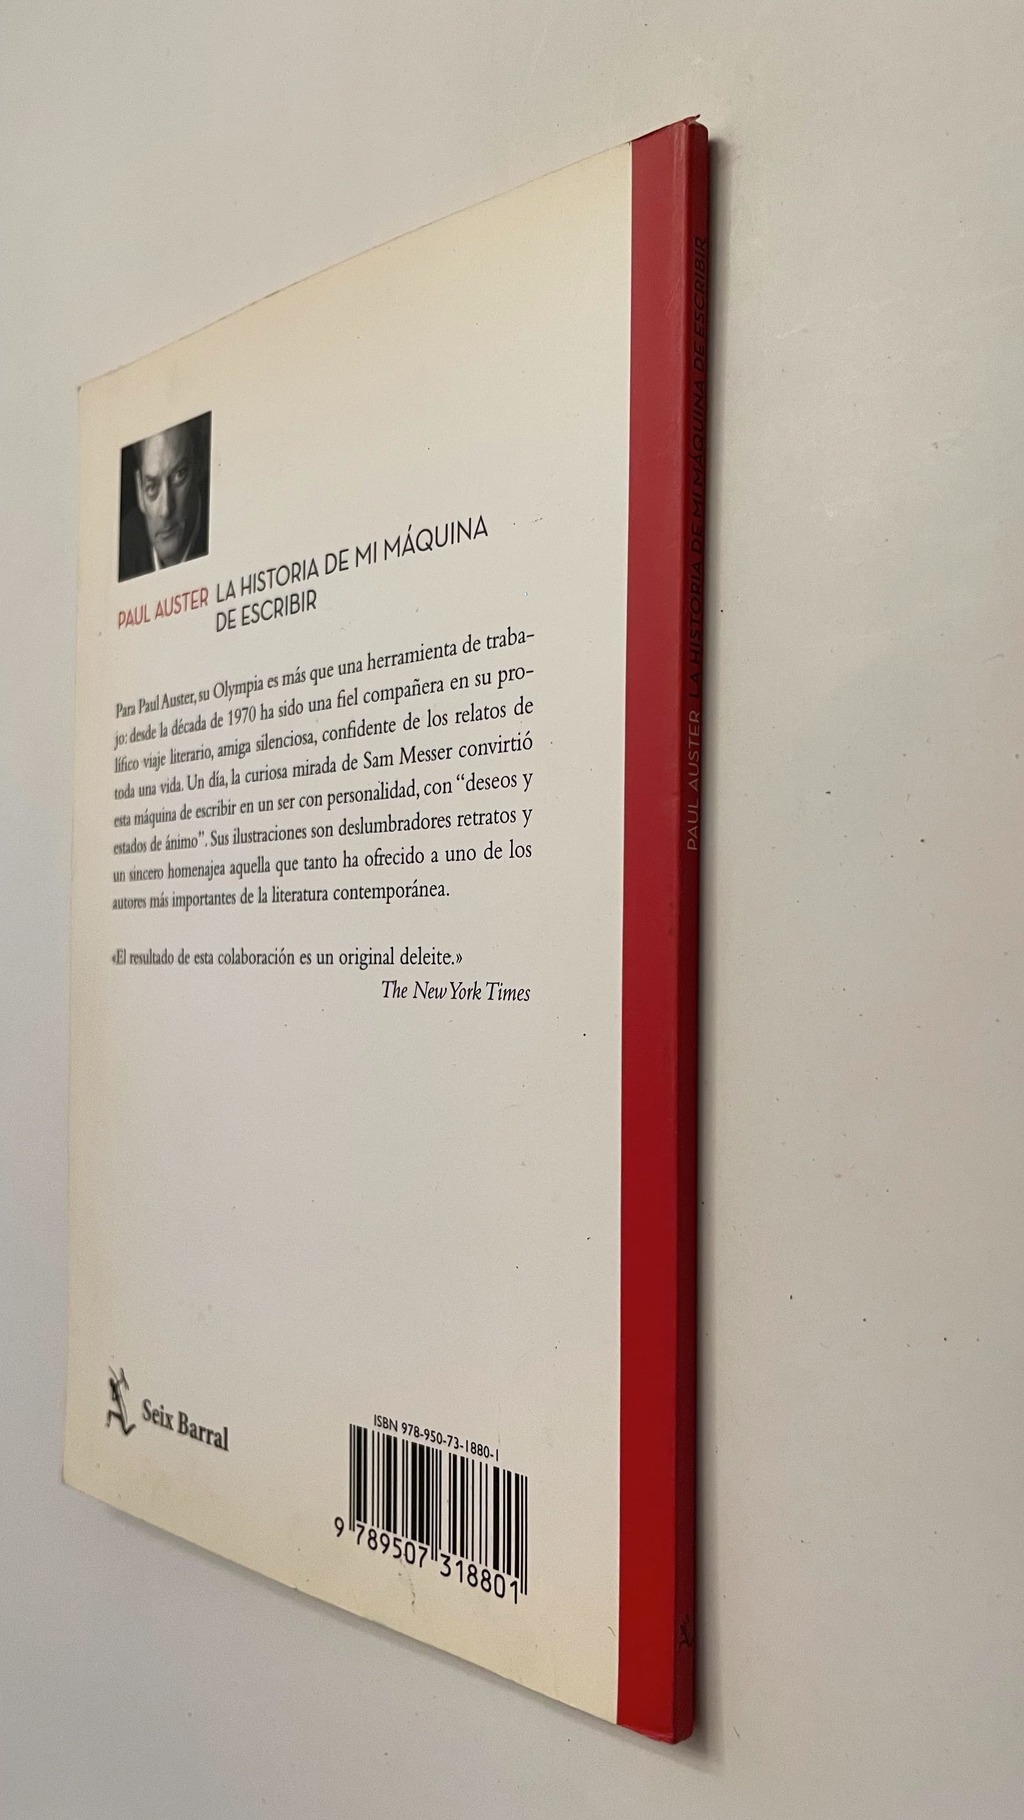 PAUL AUSTER LA HISTORIA DE MI MÁQUINA
DE ESCRIBIR
Para Paul Auster, su Olympia es más que una herramienta de traba-
jo: desde la década de 1970 ha sido una fiel compañera en su pro-
lífico viaje literario, amiga silenciosa, confidente de los relatos de
toda una vida. Un día, la curiosa mirada de Sam Messer convirtió
esta máquina de escribir en un ser con personalidad, con “deseos y
estados de ánimo”. Sus ilustraciones son deslumbradores retratos y
un sincero homenajea aquella que tanto ha ofrecido a uno de los
autores más importantes de la literatura contemporánea.
«El resultado de esta colaboración es un original deleite.»
The New York Times
Seix Barral
ISBN 978-950-73-1880-1
9 789507 318801
PAUL AUSTER LA HISTORIA DE MI MÁQUINA DE ESCRIBIR